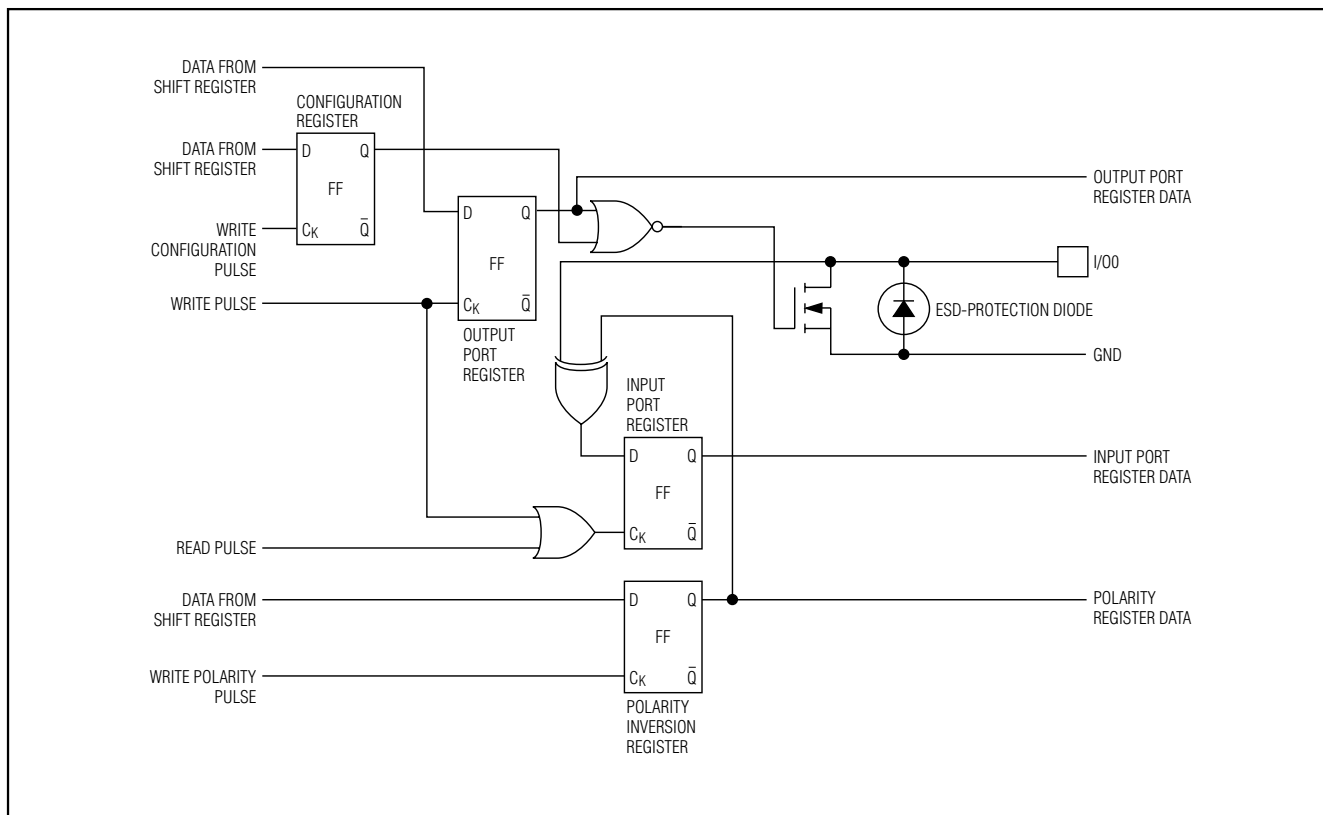 DATA FROM
SHIFT REGISTER
CONFIGURATION
REGISTER
DATA FROM
SHIFT REGISTER
D
Q
FF
WRITE
CONFIGURATION
PULSE
CK
Q̅
OUTPUT PORT
REGISTER DATA
D
Q
FF
I/O0
WRITE PULSE
CK
Q̅
ESD-PROTECTION DIODE
OUTPUT
PORT
REGISTER
GND
INPUT
PORT
REGISTER
D
Q
FF
INPUT PORT
REGISTER DATA
CK
Q̅
READ PULSE
DATA FROM
SHIFT REGISTER
D
Q
FF
POLARITY
REGISTER DATA
WRITE POLARITY
PULSE
CK
Q̅
POLARITY
INVERSION
REGISTER